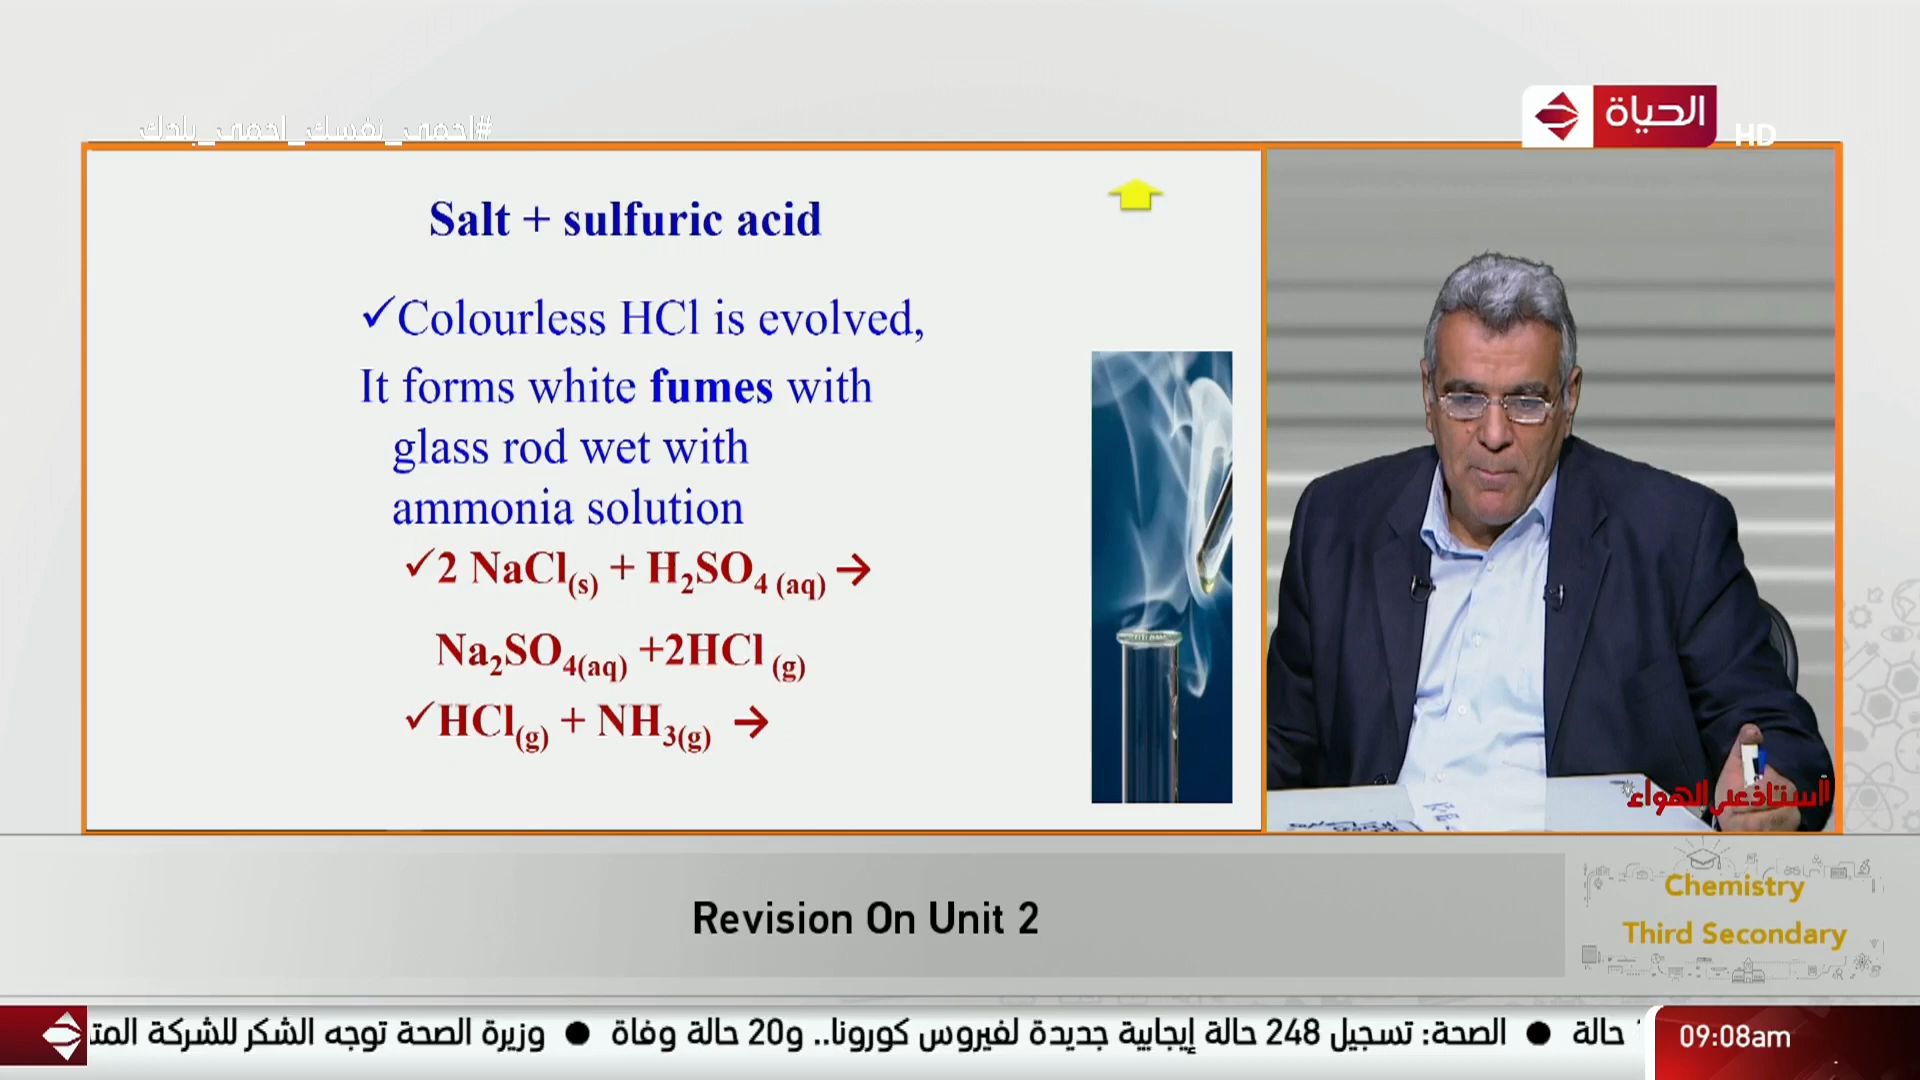 #احمي_نفسك_احمي_بلدك
الحياة
HD
Salt + sulfuric acid
✓Colourless HCl is evolved,
It forms white fumes with
glass rod wet with
ammonia solution
✓2 NaCl(s) + H2SO4 (aq) →
Na2SO4(aq) +2HCl (g)
✓HCl(g) + NH3(g) →
أستاذ على الهواء
Revision On Unit 2
Chemistry
Third Secondary
حالة ● الصحة: تسجيل 248 حالة إيجابية جديدة لفيروس كورونا.. و20 حالة وفاة ● وزيرة الصحة توجه الشكر للشركة
09:08am